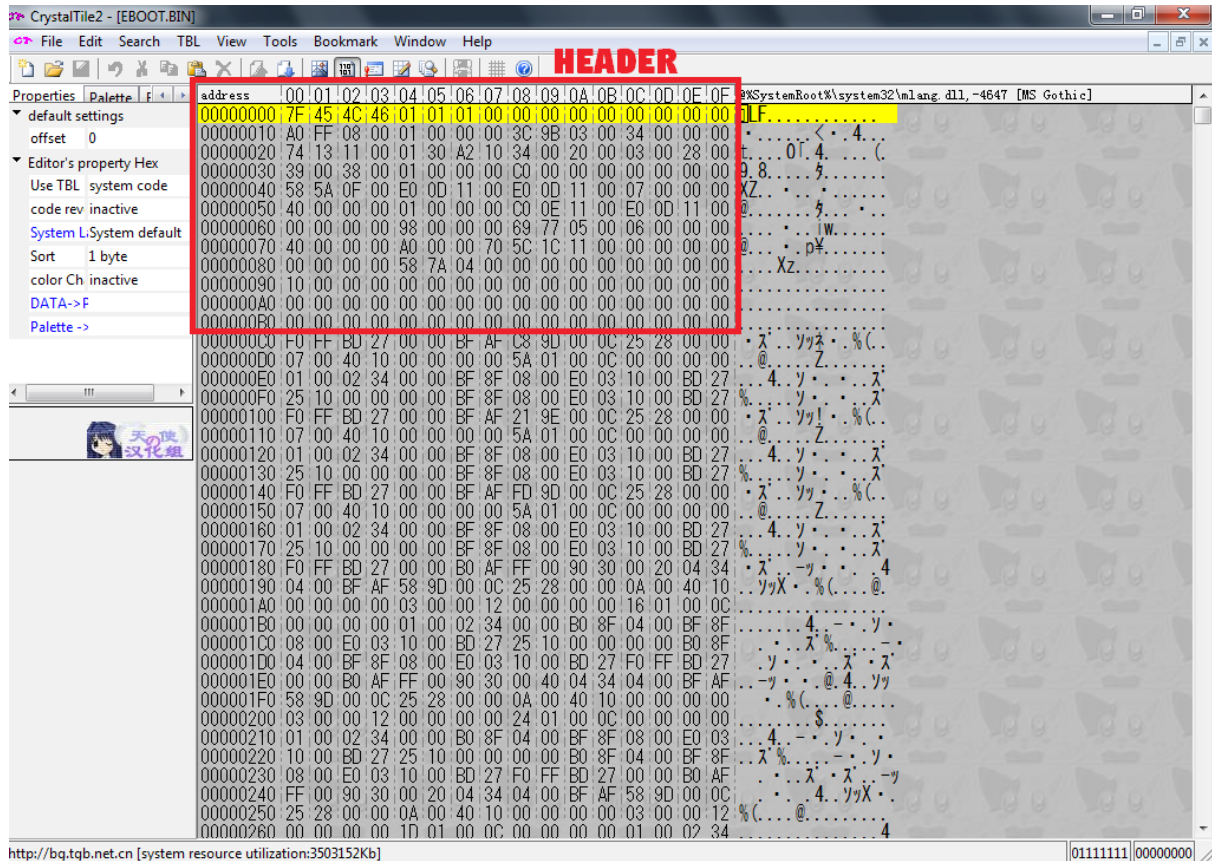 CrystalTile2 - [EBOOT.BIN]
File Edit Search TBL View Tools Bookmark Window Help
HEADER
Properties Palette F
address 00 01 02 03 04 05 06 07 08 09 0A 0B 0C 0D 0E 0F @%SystemRoot%\system32\mlang.dll,-4647 [MS Gothic]
default settings
offset 0
Editor's property Hex
Use TBL system code
code rev inactive
System L System default
Sort 1 byte
color Ch inactive
DATA->F
Palette ->
天の使
汉化组
00000000 7F 45 4C 46 01 01 01 00 00 00 00 00 00 00 00 00
00000010 A0 FF 08 00 01 00 00 00 3C 9B 03 00 34 00 00 00
00000020 74 13 11 00 01 30 A2 10 34 00 20 00 03 00 28 00
00000030 39 00 38 00 01 00 00 00 C0 00 00 00 00 00 00 00
00000040 58 5A 0F 00 E0 0D 11 00 E0 0D 11 00 07 00 00 00
00000050 40 00 00 00 01 00 00 00 C0 0E 11 00 E0 0D 11 00
00000060 00 00 00 00 98 00 00 00 69 77 05 00 06 00 00 00
00000070 40 00 00 00 A0 00 00 70 5C 1C 11 00 00 00 00 00
00000080 00 00 00 00 58 7A 04 00 00 00 00 00 00 00 00 00
00000090 10 00 00 00 00 00 00 00 00 00 00 00 00 00 00 00
000000A0 00 00 00 00 00 00 00 00 00 00 00 00 00 00 00 00
000000B0 00 00 00 00 00 00 00 00 00 00 00 00 00 00 00 00
000000C0 F0 FF BD 27 00 00 BF AF C8 9D 00 0C 25 28 00 00
000000D0 07 00 40 10 00 00 00 00 5A 01 00 0C 00 00 00 00
000000E0 01 00 02 34 00 00 BF 8F 08 00 E0 03 10 00 BD 27
000000F0 25 10 00 00 00 00 BF 8F 08 00 E0 03 10 00 BD 27
00000100 F0 FF BD 27 00 00 BF AF 21 9E 00 0C 25 28 00 00
00000110 07 00 40 10 00 00 00 00 5A 01 00 0C 00 00 00 00
00000120 01 00 02 34 00 00 BF 8F 08 00 E0 03 10 00 BD 27
00000130 25 10 00 00 00 00 BF 8F 08 00 E0 03 10 00 BD 27
00000140 F0 FF BD 27 00 00 BF AF FD 9D 00 0C 25 28 00 00
00000150 07 00 40 10 00 00 00 00 5A 01 00 0C 00 00 00 00
00000160 01 00 02 34 00 00 BF 8F 08 00 E0 03 10 00 BD 27
00000170 25 10 00 00 00 00 BF 8F 08 00 E0 03 10 00 BD 27
00000180 F0 FF BD 27 00 00 B0 AF FF 00 90 30 00 20 04 34
00000190 04 00 BF AF 58 9D 00 0C 25 28 00 00 0A 00 40 10
000001A0 00 00 00 00 03 00 00 12 00 00 00 00 16 01 00 0C
000001B0 00 00 00 00 01 00 02 34 00 00 B0 8F 04 00 BF 8F
000001C0 08 00 E0 03 10 00 BD 27 25 10 00 00 00 00 B0 8F
000001D0 04 00 BF 8F 08 00 E0 03 10 00 BD 27 F0 FF BD 27
000001E0 00 00 B0 AF FF 00 90 30 00 40 04 34 04 00 BF AF
000001F0 58 9D 00 0C 25 28 00 00 0A 00 40 10 00 00 00 00
00000200 03 00 00 12 00 00 00 00 24 01 00 0C 00 00 00 00
00000210 01 00 02 34 00 00 B0 8F 04 00 BF 8F 08 00 E0 03
00000220 10 00 BD 27 25 10 00 00 00 00 B0 8F 04 00 BF 8F
00000230 08 00 E0 03 10 00 BD 27 F0 FF BD 27 00 00 B0 AF
00000240 FF 00 90 30 00 20 04 34 04 00 BF AF 58 9D 00 0C
00000250 25 28 00 00 0A 00 40 10 00 00 00 00 03 00 00 12
00000260 00 00 00 00 1D 01 00 0C 00 00 00 00 01 00 02 34
http://bq.tgb.net.cn [system resource utilization:3503152Kb] 01111111 00000000